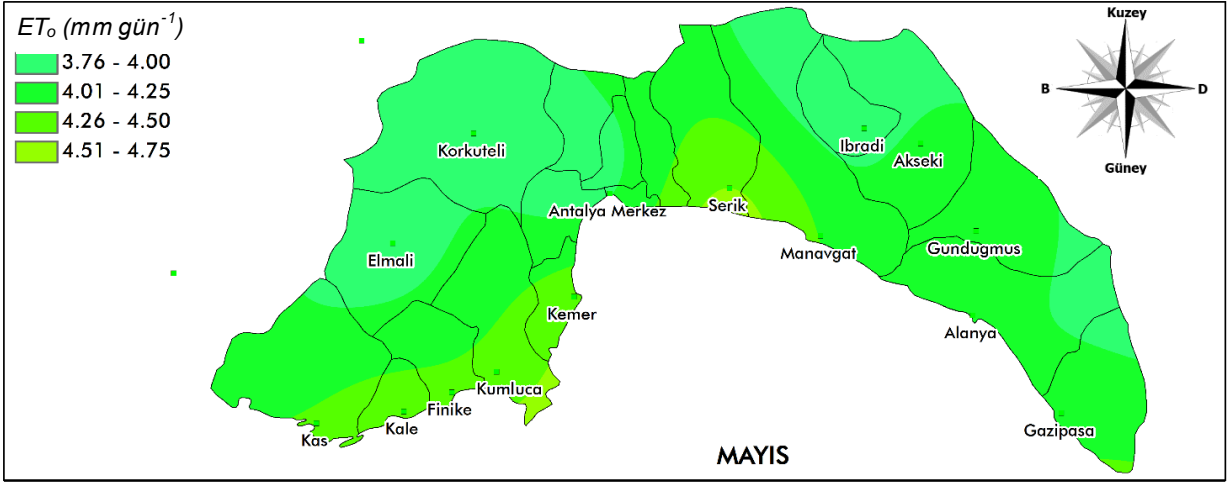 ETo (mm gün-1)
3.76 - 4.00
4.01 - 4.25
4.26 - 4.50
4.51 - 4.75
Kuzey
B
D
Güney
Korkuteli
Ibradi
Akseki
Antalya Merkez
Serik
Elmali
Manavgat
Gundugmus
Kemer
Alanya
Kumluca
Finike
Kale
Kas
Gazipasa
MAYIS